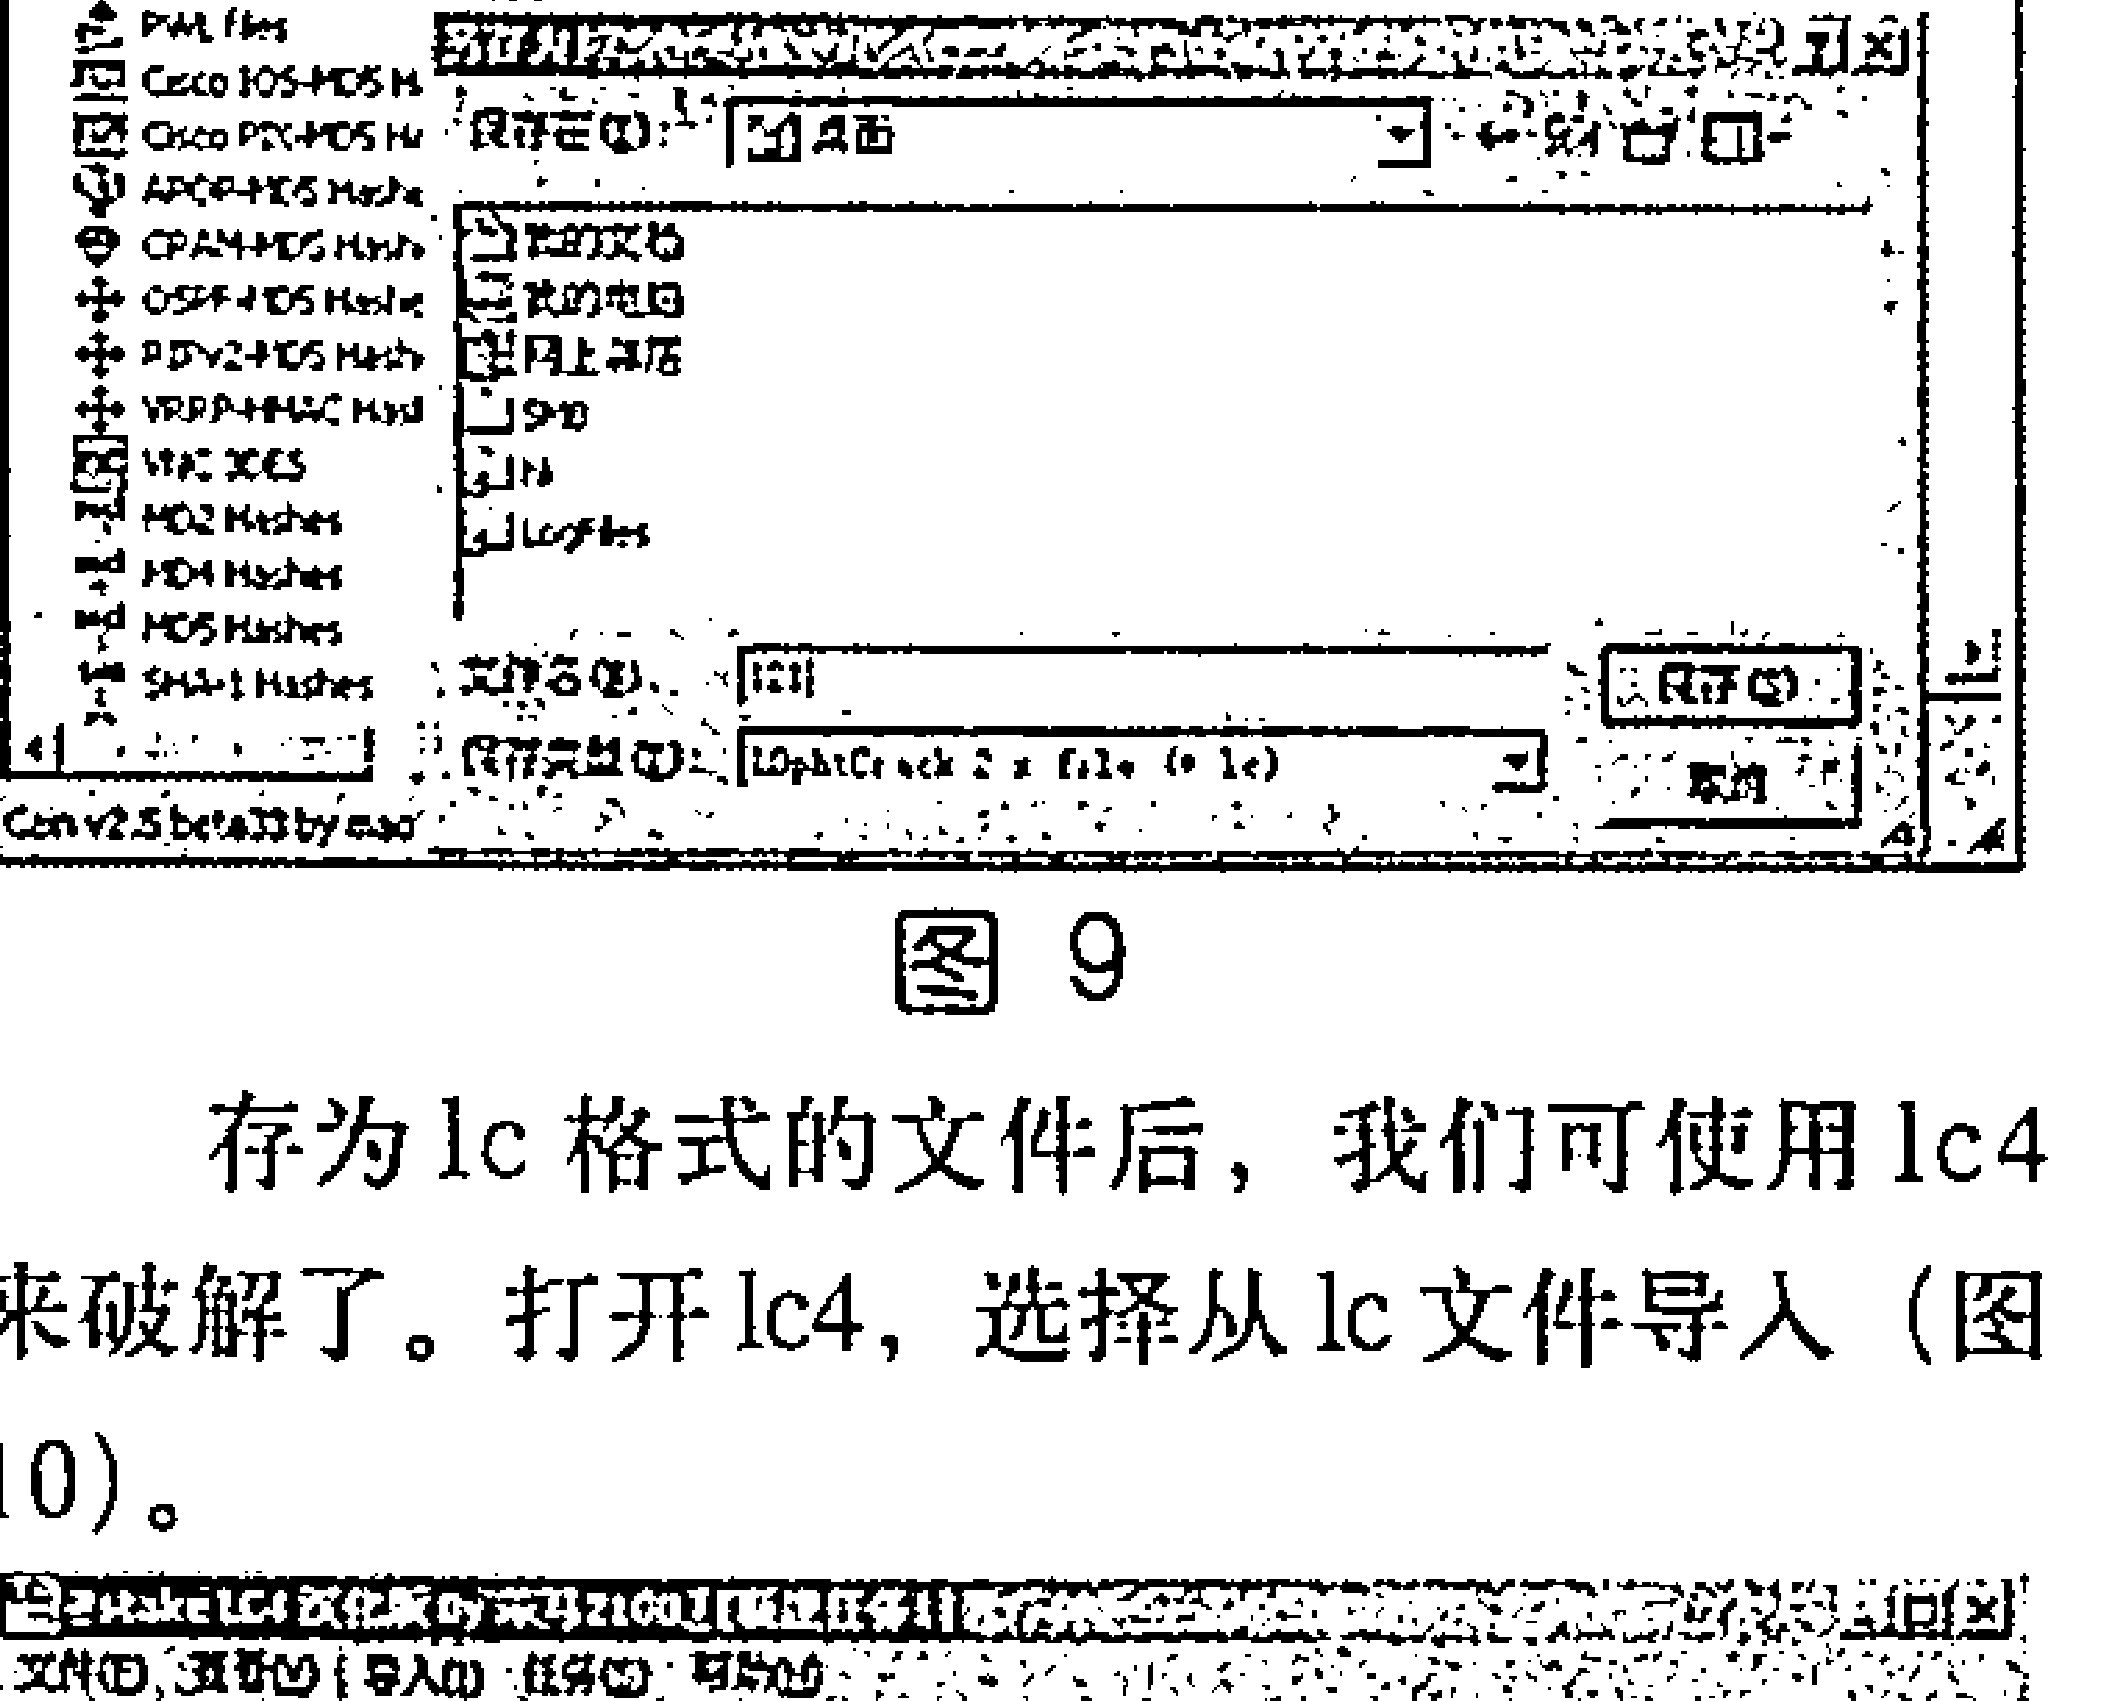 PWL files
Cisco IOS-MD5 H
Cisco PIX-MD5 Ha
APOP-MD5 Hashe
CRAM-MD5 Hashe
OSPF-MD5 Hashe
RIPv2-MD5 Hash
VRRP-HMAC Hash
VNC 3DES
MD2 Hashes
MD4 Hashes
MD5 Hashes
SHA-1 Hashes
保存在(I):
桌面
我的文档
我的电脑
网上邻居
LogFiles
文件名(N):
保存(S)
保存类型(T):
L0phtCrack 2.x file (*.lc)
取消
v2.5 beta33 by mao
图 9
存为 lc 格式的文件后，我们可使用 lc4
来破解了。打开 lc4，选择从 lc 文件导入（图
10）。
文件(F) 查看(V) 导入(I) 任务(S) 帮助(H)